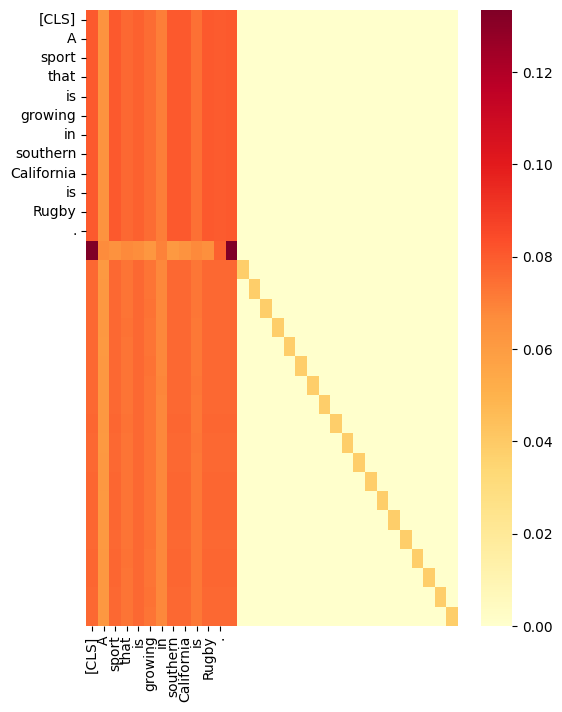 [CLS]
A
sport
that
is
growing
in
southern
California
is
Rugby
.
0.12
0.10
0.08
0.06
0.04
0.02
0.00
[CLS]
A
sport
that
is
growing
in
southern
California
is
Rugby
.